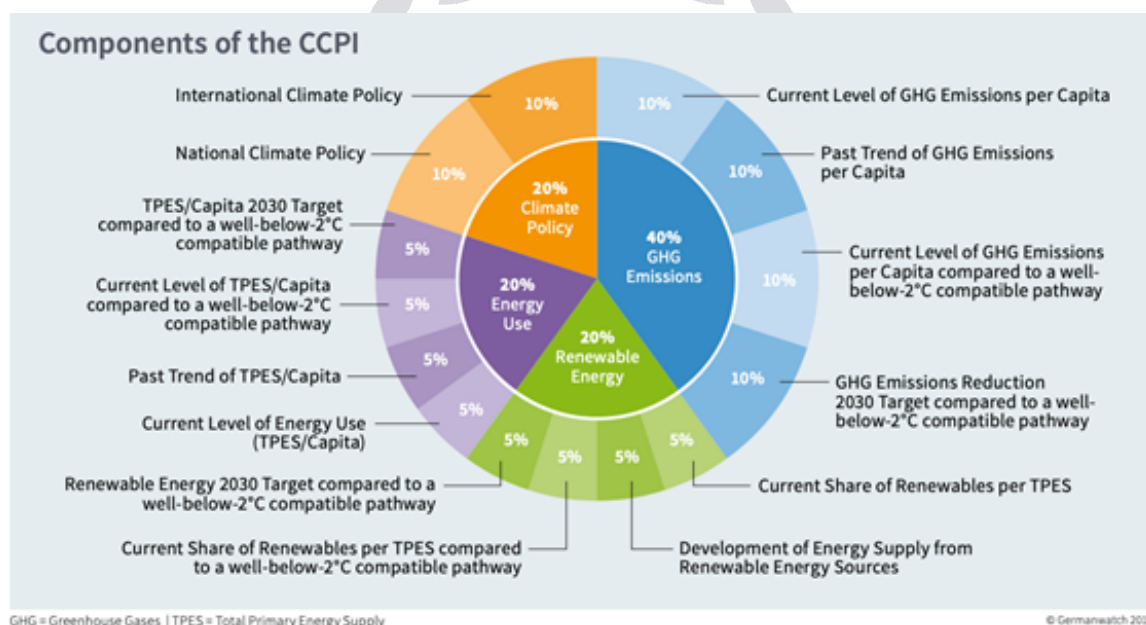 Components of the CCPI
International Climate Policy
10%
10%
Current Level of GHG Emissions per Capita
National Climate Policy
10%
20%
Climate
Policy
10%
Past Trend of GHG Emissions
per Capita
TPES/Capita 2030 Target
compared to a well-below-2°C
compatible pathway
5%
40%
GHG
Emissions
10%
Current Level of GHG Emissions
per Capita compared to a well-
below-2°C compatible pathway
Current Level of TPES/Capita
compared to a well-below-2°C
compatible pathway
5%
20%
Energy
Use
20%
Renewable
Energy
Past Trend of TPES/Capita
5%
10%
GHG Emissions Reduction
2030 Target compared to a well-
below-2°C compatible pathway
Current Level of Energy Use
(TPES/Capita)
5%
5%
5%
5%
5%
Current Share of Renewables per TPES
Renewable Energy 2030 Target compared to a
well-below-2°C compatible pathway
Current Share of Renewables per TPES compared
to a well-below-2°C compatible pathway
Development of Energy Supply from
Renewable Energy Sources
GHG = Greenhouse Gases | TPES = Total Primary Energy Supply
© Germanwatch